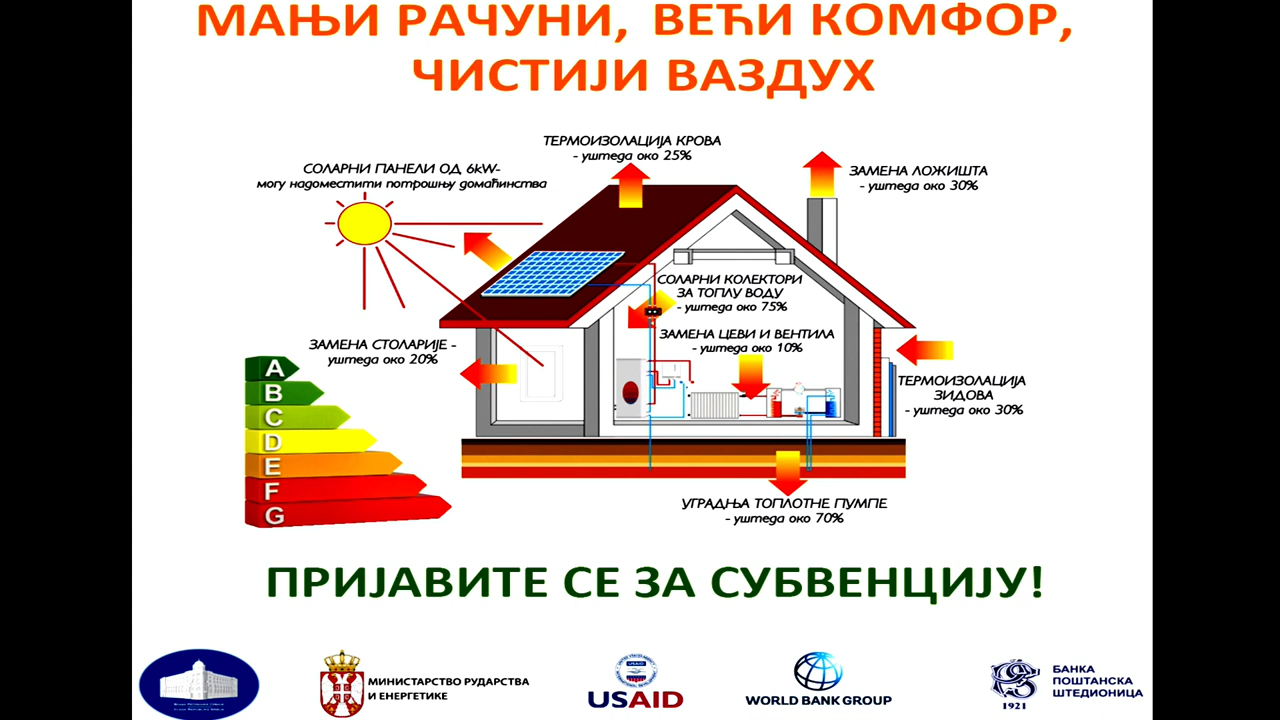 МАЊИ РАЧУНИ, ВЕЋИ КОМФОР,
ЧИСТИЈИ ВАЗДУХ
ТЕРМОИЗОЛАЦИЈА КРОВА
- уштеда око 25%
СОЛАРНИ ПАНЕЛИ ОД 6kW-
могу надоместити потрошњу домаћинства
ЗАМЕНА ЛОЖИШТА
- уштеда око 30%
СОЛАРНИ КОЛЕКТОРИ
ЗА ТОПЛУ ВОДУ
- уштеда око 75%
ЗАМЕНА ЦЕВИ И ВЕНТИЛА
- уштеда око 10%
ЗАМЕНА СТОЛАРИЈЕ -
уштеда око 20%
ТЕРМОИЗОЛАЦИЈА
ЗИДОВА
- уштеда око 30%
A
B
C
D
E
F
G
УГРАДЊА ТОПЛОТНЕ ПУМПЕ
- уштеда око 70%
ПРИЈАВИТЕ СЕ ЗА СУБВЕНЦИЈУ!
МИНИСТАРСТВО РУДАРСТВА
И ЕНЕРГЕТИКЕ
USAID
USAID
WORLD BANK GROUP
1921
БАНКА
ПОШТАНСКА
ШТЕДИОНИЦА